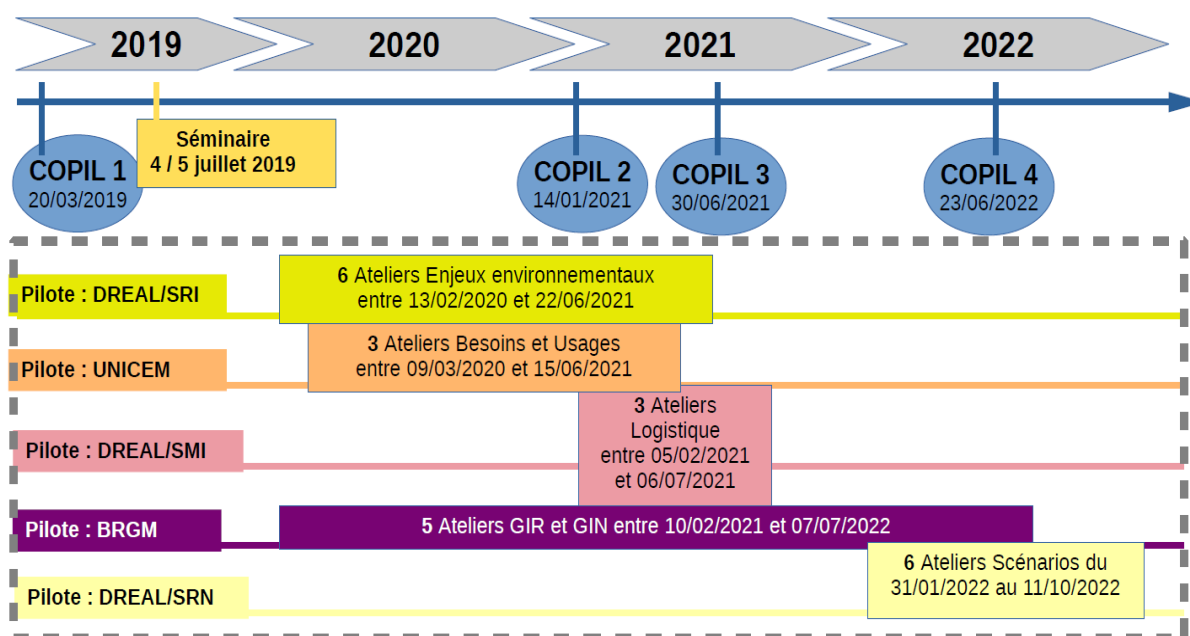 2019
2020
2021
2022
Séminaire
4 / 5 juillet 2019
COPIL 1
20/03/2019
COPIL 2
14/01/2021
COPIL 3
30/06/2021
COPIL 4
23/06/2022
Pilote : DREAL/SRI
6 Ateliers Enjeux environnementaux
entre 13/02/2020 et 22/06/2021
Pilote : UNICEM
3 Ateliers Besoins et Usages
entre 09/03/2020 et 15/06/2021
Pilote : DREAL/SMI
3 Ateliers
Logistique
entre 05/02/2021
et 06/07/2021
Pilote : BRGM
5 Ateliers GIR et GIN entre 10/02/2021 et 07/07/2022
Pilote : DREAL/SRN
6 Ateliers Scénarios du
31/01/2022 au 11/10/2022